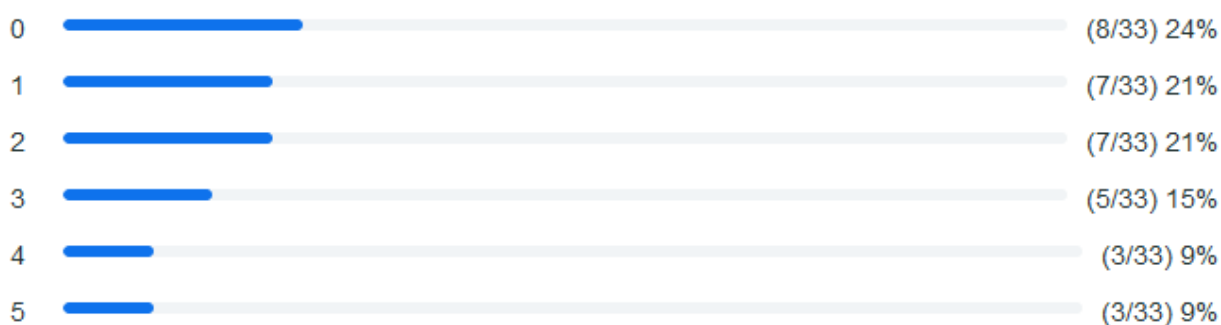 0 (8/33) 24%
1 (7/33) 21%
2 (7/33) 21%
3 (5/33) 15%
4 (3/33) 9%
5 (3/33) 9%